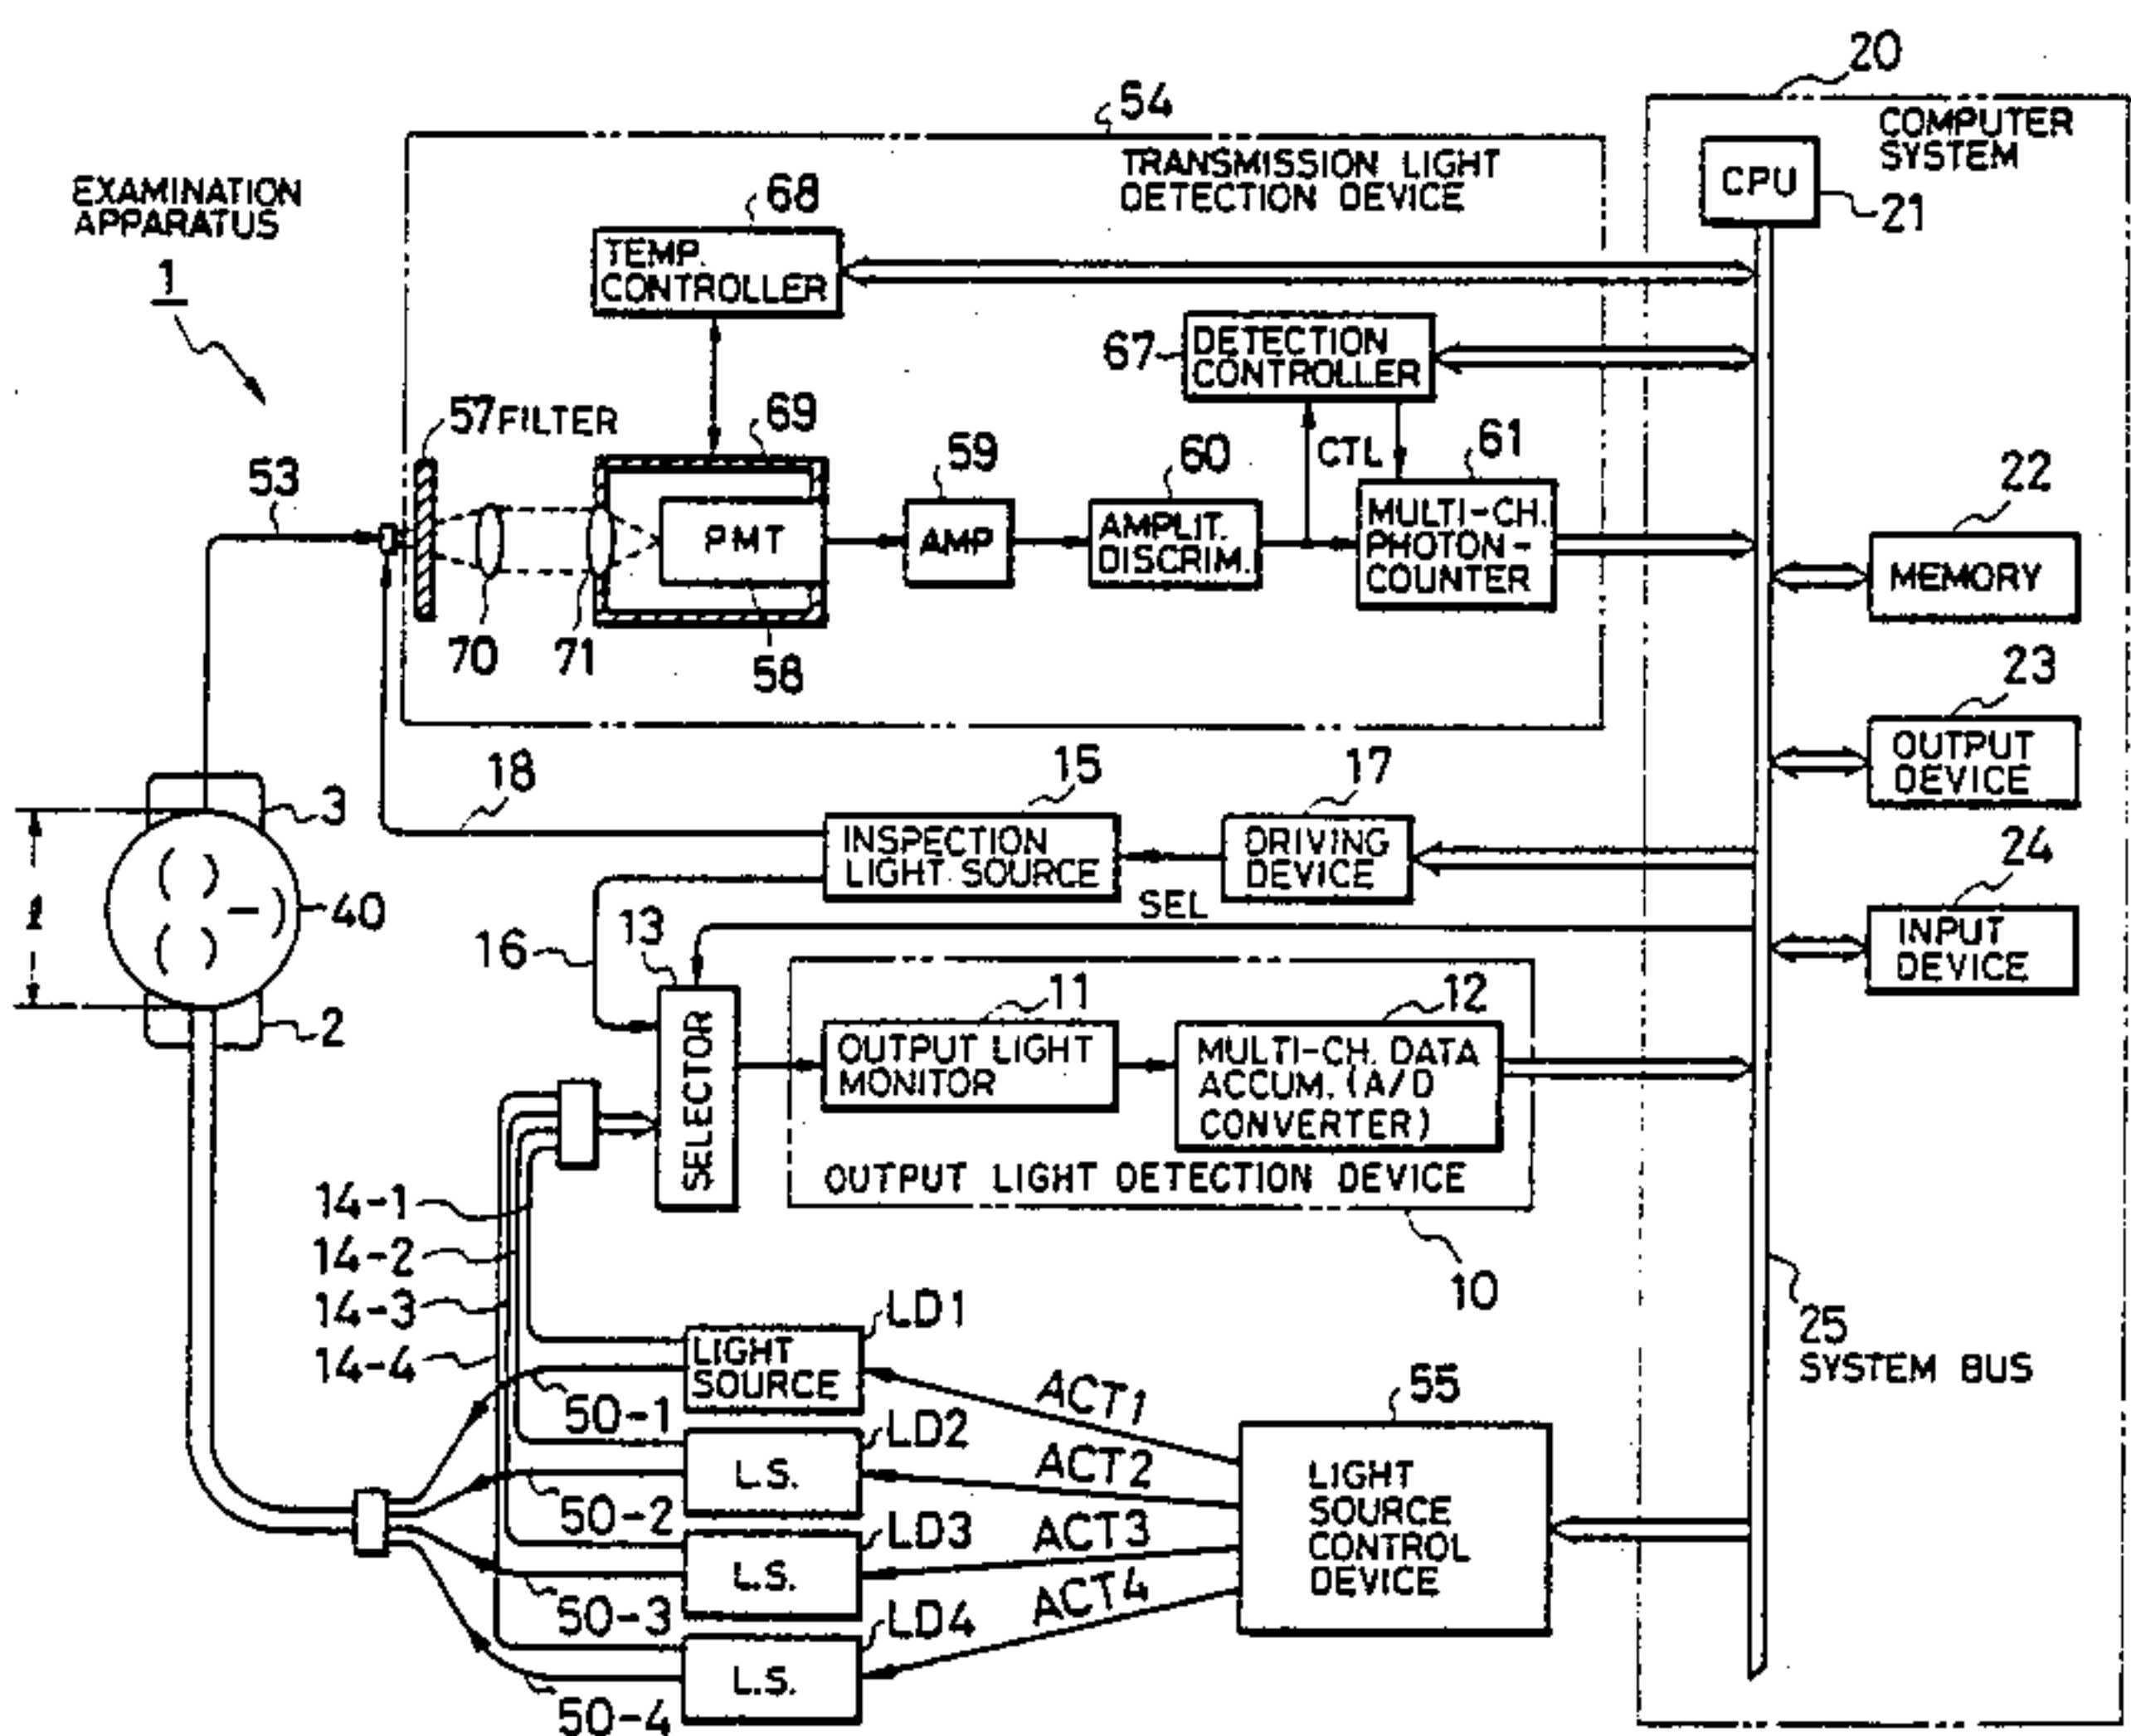 20
54
COMPUTER
SYSTEM
TRANSMISSION LIGHT
DETECTION DEVICE
CPU
21
EXAMINATION
APPARATUS
1
68
TEMP.
CONTROLLER
67
DETECTION
CONTROLLER
57 FILTER
69
59
60
CTL
61
53
PMT
AMP
AMPLIT.
DISCRIM.
MULTI-CH.
PHOTON-
COUNTER
22
MEMORY
70
71
58
23
OUTPUT
DEVICE
18
15
17
3
INSPECTION
LIGHT SOURCE
DRIVING
DEVICE
24
INPUT
DEVICE
40
SEL
16
13
2
SELECTOR
11
12
OUTPUT LIGHT
MONITOR
MULTI-CH. DATA
ACCUM. (A/D
CONVERTER)
OUTPUT LIGHT DETECTION DEVICE
10
14-1
14-2
14-3
14-4
25
SYSTEM BUS
LD1
LIGHT
SOURCE
50-1
ACT1
55
LD2
L.S.
50-2
ACT2
LIGHT
SOURCE
CONTROL
DEVICE
LD3
L.S.
50-3
ACT3
LD4
L.S.
50-4
ACT4